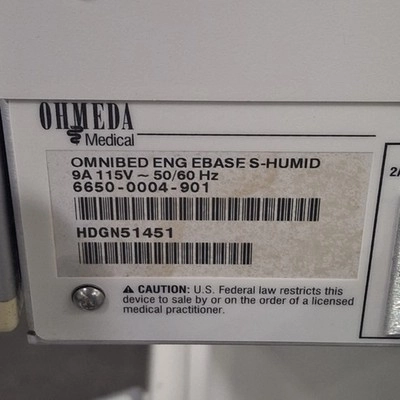 OHMEDA
Medical
OMNIBED ENG EBASE S-HUMID
9A 115V ~ 50/60 Hz
6650-0004-901
HDGN51451
⚠ CAUTION: U.S. Federal law restricts this
device to sale by or on the order of a licensed
medical practitioner.
2A